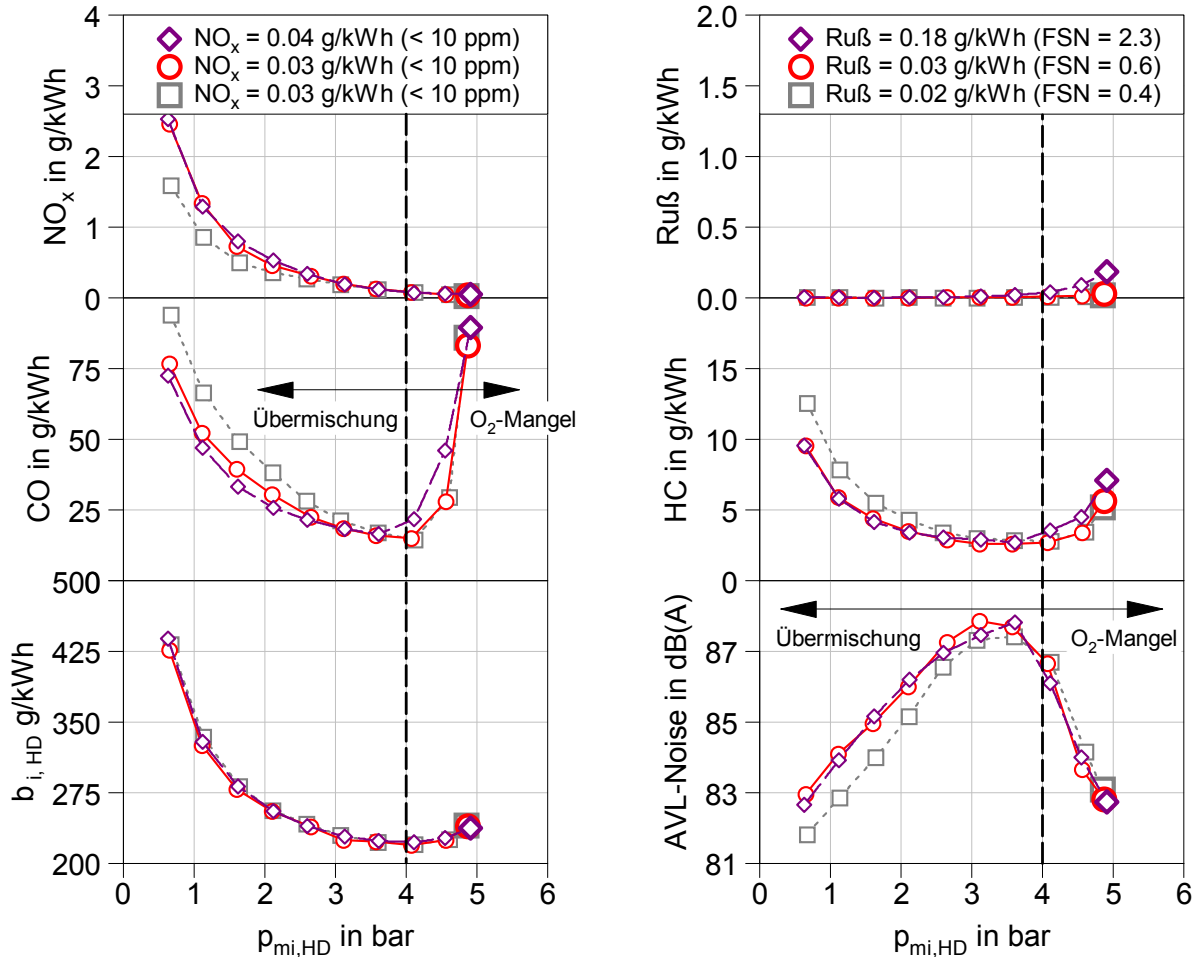 NOx in g/kWh
4
3
2
1
0
NOx = 0.04 g/kWh (< 10 ppm)
NOx = 0.03 g/kWh (< 10 ppm)
NOx = 0.03 g/kWh (< 10 ppm)
CO in g/kWh
75
50
25
500
Übermischung
O2-Mangel
b i, HD g/kWh
425
350
275
200
0 1 2 3 4 5 6
pmi,HD in bar
Ruß in g/kWh
2.0
1.5
1.0
0.5
0.0
Ruß = 0.18 g/kWh (FSN = 2.3)
Ruß = 0.03 g/kWh (FSN = 0.6)
Ruß = 0.02 g/kWh (FSN = 0.4)
HC in g/kWh
15
10
5
0
AVL-Noise in dB(A)
87
85
83
81
Übermischung
O2-Mangel
0 1 2 3 4 5 6
pmi,HD in bar